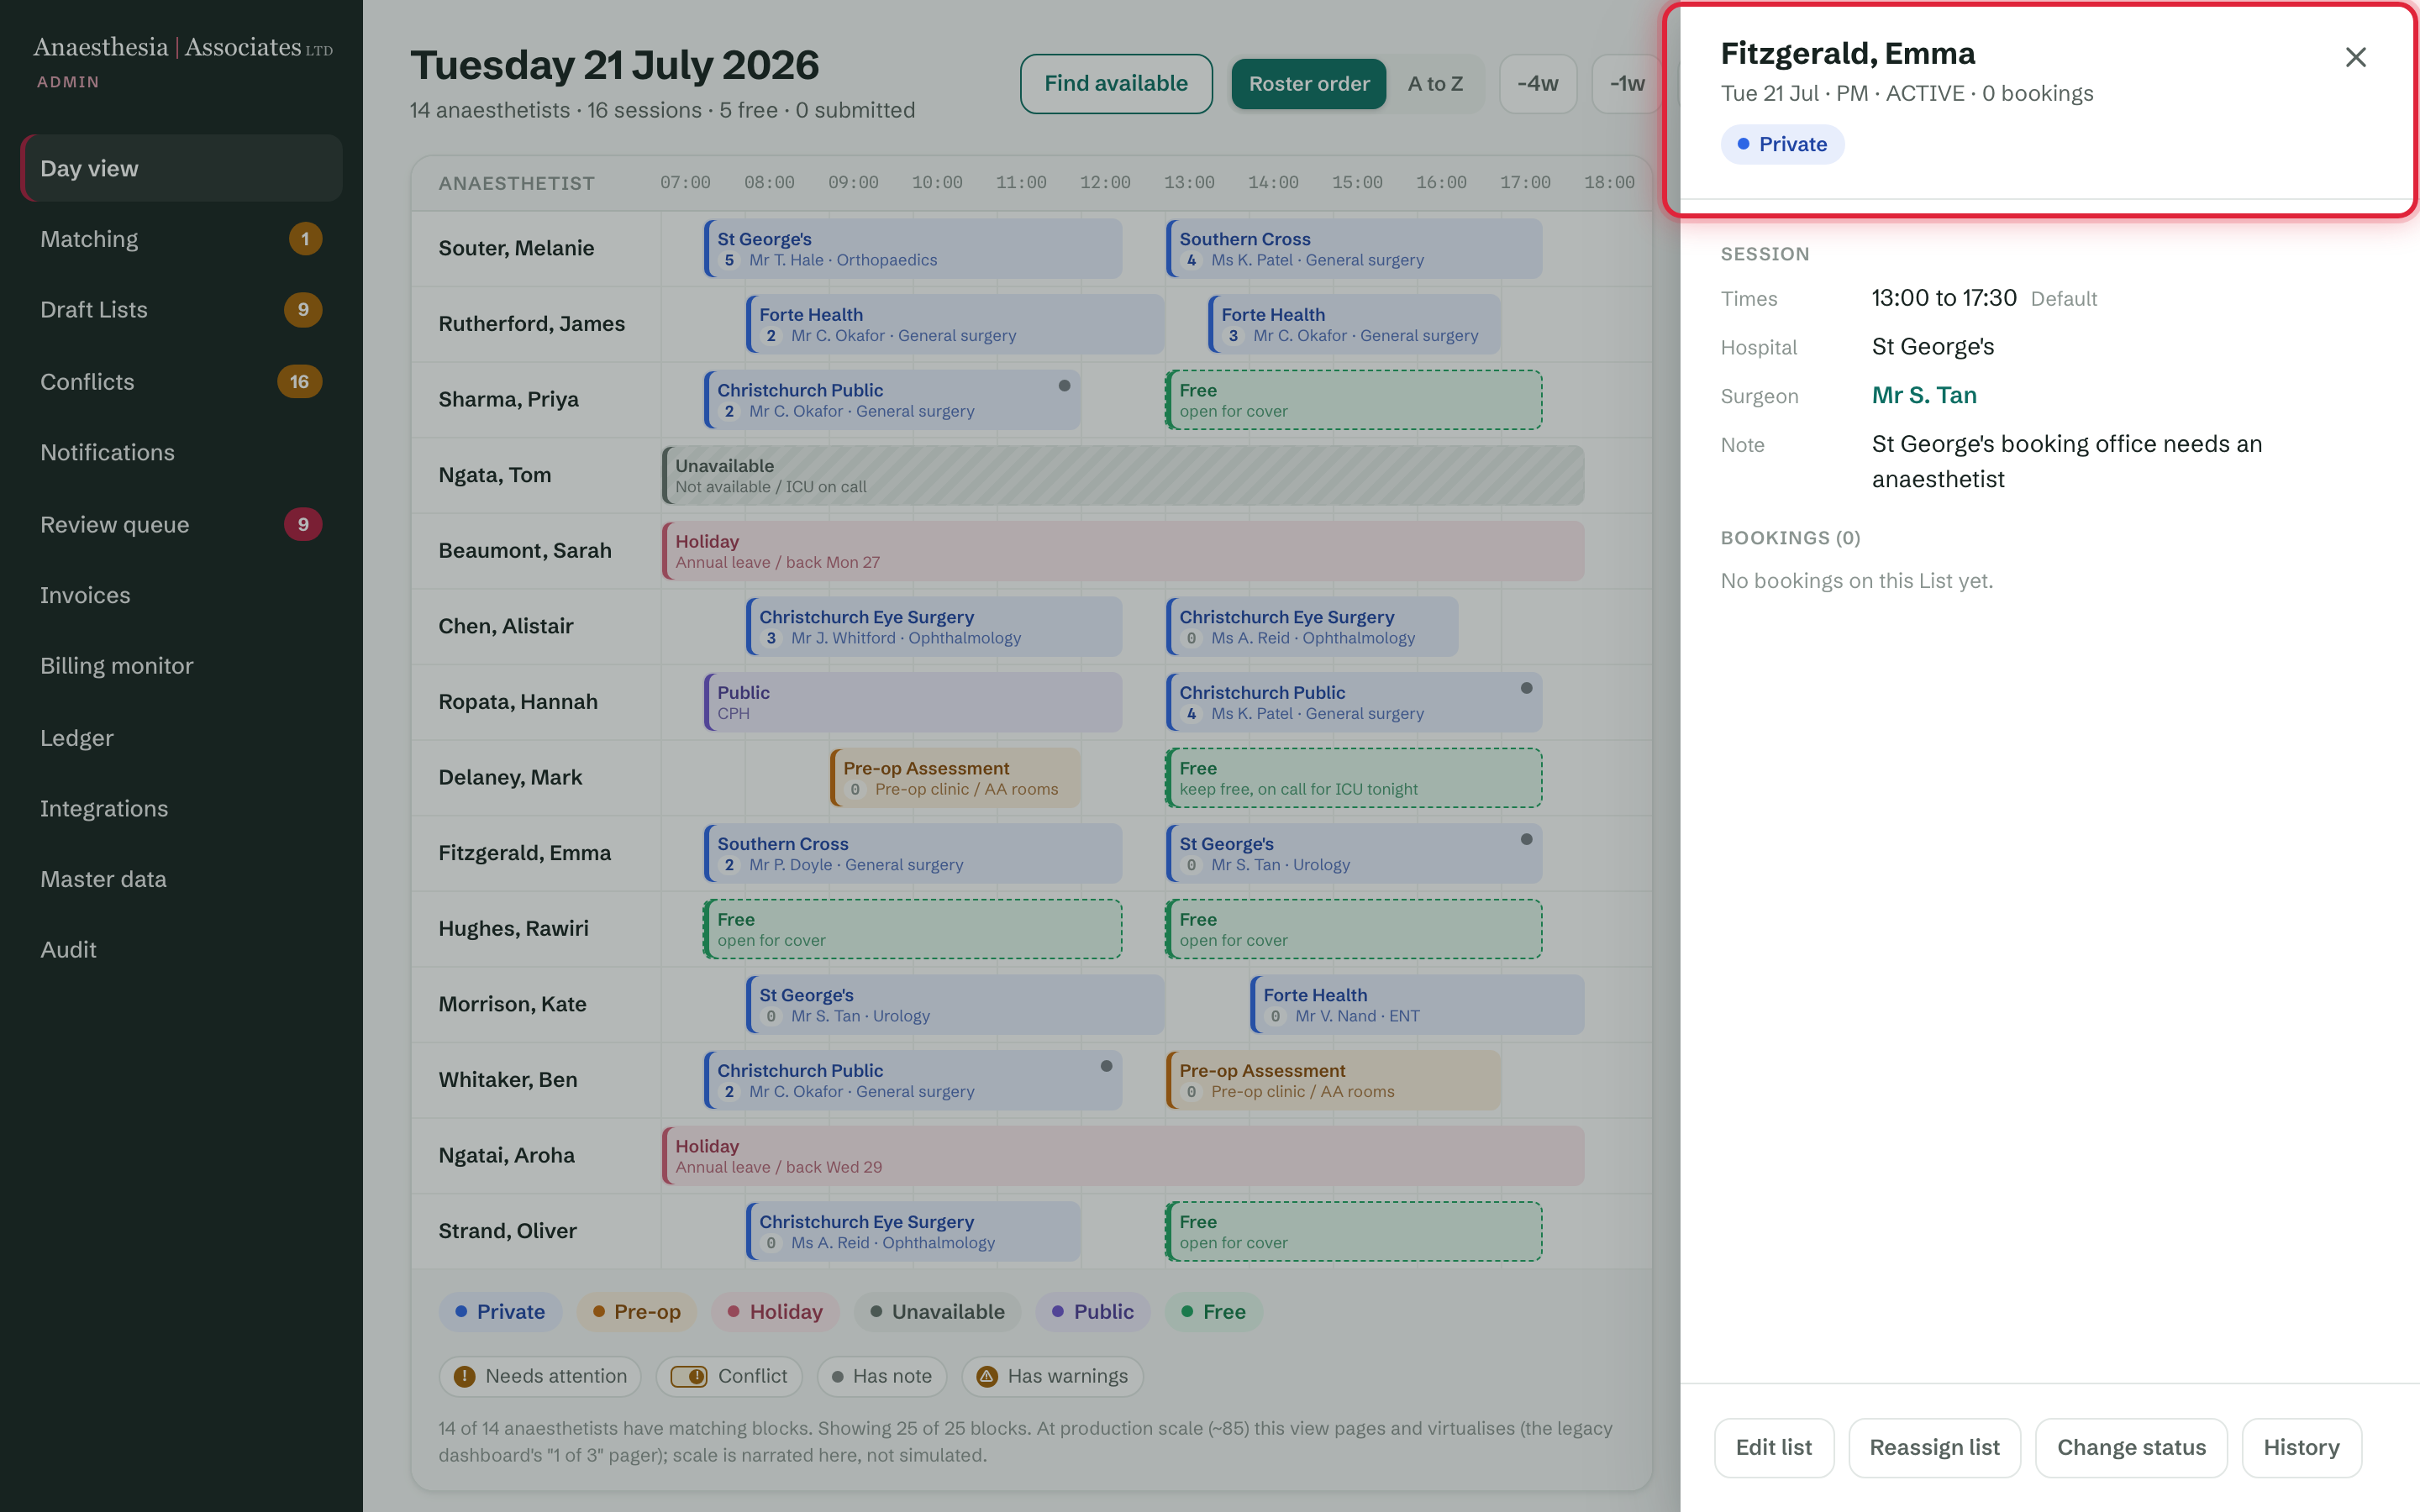 Anaesthesia | Associates LTD
ADMIN
Day view
Matching 1
Draft Lists 9
Conflicts 16
Notifications
Review queue 9
Invoices
Billing monitor
Ledger
Integrations
Master data
Audit
Tuesday 21 July 2026
14 anaesthetists · 16 sessions · 5 free · 0 submitted
Find available
Roster order
A to Z
-4w
-1w
ANAESTHETIST 07:00 08:00 09:00 10:00 11:00 12:00 13:00 14:00 15:00 16:00 17:00 18:00
Souter, Melanie
St George's
5 Mr T. Hale · Orthopaedics
Southern Cross
4 Ms K. Patel · General surgery
Rutherford, James
Forte Health
2 Mr C. Okafor · General surgery
Forte Health
3 Mr C. Okafor · General surgery
Sharma, Priya
Christchurch Public
2 Mr C. Okafor · General surgery
Free
open for cover
Ngata, Tom
Unavailable
Not available / ICU on call
Beaumont, Sarah
Holiday
Annual leave / back Mon 27
Chen, Alistair
Christchurch Eye Surgery
3 Mr J. Whitford · Ophthalmology
Christchurch Eye Surgery
0 Ms A. Reid · Ophthalmology
Ropata, Hannah
Public
CPH
Christchurch Public
4 Ms K. Patel · General surgery
Delaney, Mark
Pre-op Assessment
0 Pre-op clinic / AA rooms
Free
keep free, on call for ICU tonight
Fitzgerald, Emma
Southern Cross
2 Mr P. Doyle · General surgery
St George's
0 Mr S. Tan · Urology
Hughes, Rawiri
Free
open for cover
Free
open for cover
Morrison, Kate
St George's
0 Mr S. Tan · Urology
Forte Health
0 Mr V. Nand · ENT
Whitaker, Ben
Christchurch Public
2 Mr C. Okafor · General surgery
Pre-op Assessment
0 Pre-op clinic / AA rooms
Ngatai, Aroha
Holiday
Annual leave / back Wed 29
Strand, Oliver
Christchurch Eye Surgery
0 Ms A. Reid · Ophthalmology
Free
open for cover
Private
Pre-op
Holiday
Unavailable
Public
Free
Needs attention
Conflict
Has note
Has warnings
14 of 14 anaesthetists have matching blocks. Showing 25 of 25 blocks. At production scale (~85) this view pages and virtualises (the legacy
dashboard's "1 of 3" pager); scale is narrated here, not simulated.
Fitzgerald, Emma
Tue 21 Jul · PM · ACTIVE · 0 bookings
Private
SESSION
Times 13:00 to 17:30 Default
Hospital St George's
Surgeon Mr S. Tan
Note St George's booking office needs an
anaesthetist
BOOKINGS (0)
No bookings on this List yet.
Edit list
Reassign list
Change status
History